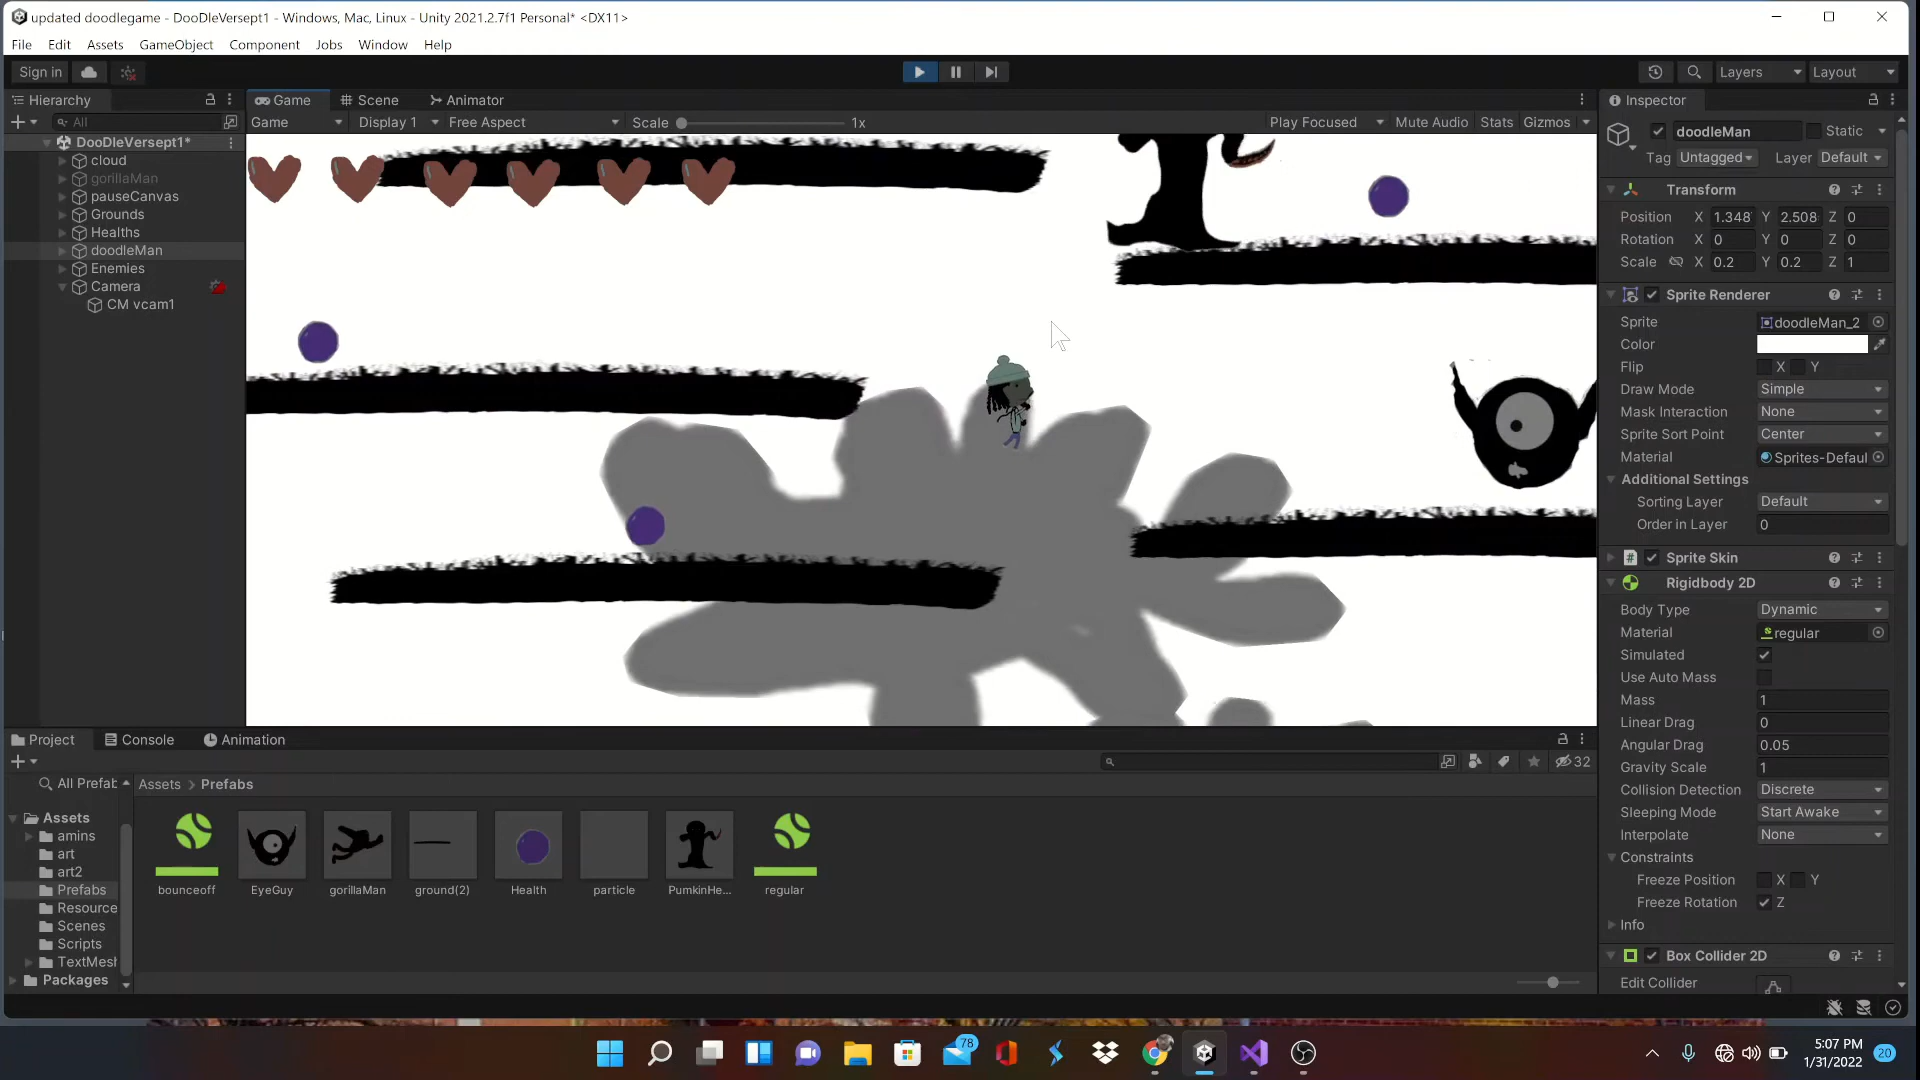 updated doodlegame - DooDleVersept1 - Windows, Mac, Linux - Unity 2021.2.7f1 Personal* <DX11>
File Edit Assets GameObject Component Jobs Window Help
Sign in
Layers
Layout
Hierarchy
All
DooDleVersept1*
cloud
gorillaMan
pauseCanvas
Grounds
Healths
doodleMan
Enemies
Camera
CM vcam1
Game Scene Animator
Game Display 1 Free Aspect Scale 1x Play Focused Mute Audio Stats Gizmos
Inspector
doodleMan Static
Tag Untagged Layer Default
Transform
Position X 1.348 Y 2.508 Z 0
Rotation X 0 Y 0 Z 0
Scale X 0.2 Y 0.2 Z 1
Sprite Renderer
Sprite doodleMan_2
Color
Flip X Y
Draw Mode Simple
Mask Interaction None
Sprite Sort Point Center
Material Sprites-Defaul
Additional Settings
Sorting Layer Default
Order in Layer 0
Sprite Skin
Rigidbody 2D
Body Type Dynamic
Material regular
Simulated
Use Auto Mass
Mass 1
Linear Drag 0
Angular Drag 0.05
Gravity Scale 1
Collision Detection Discrete
Sleeping Mode Start Awake
Interpolate None
Constraints
Freeze Position X Y
Freeze Rotation Z
Info
Box Collider 2D
Edit Collider
Project Console Animation
32
All Prefab
Assets
amins
art
art2
Prefabs
Resource
Scenes
Scripts
TextMesh
Packages
Assets > Prefabs
bounceoff EyeGuy gorillaMan ground(2) Health particle PumkinHe... regular
78
5:07 PM
1/31/2022
20